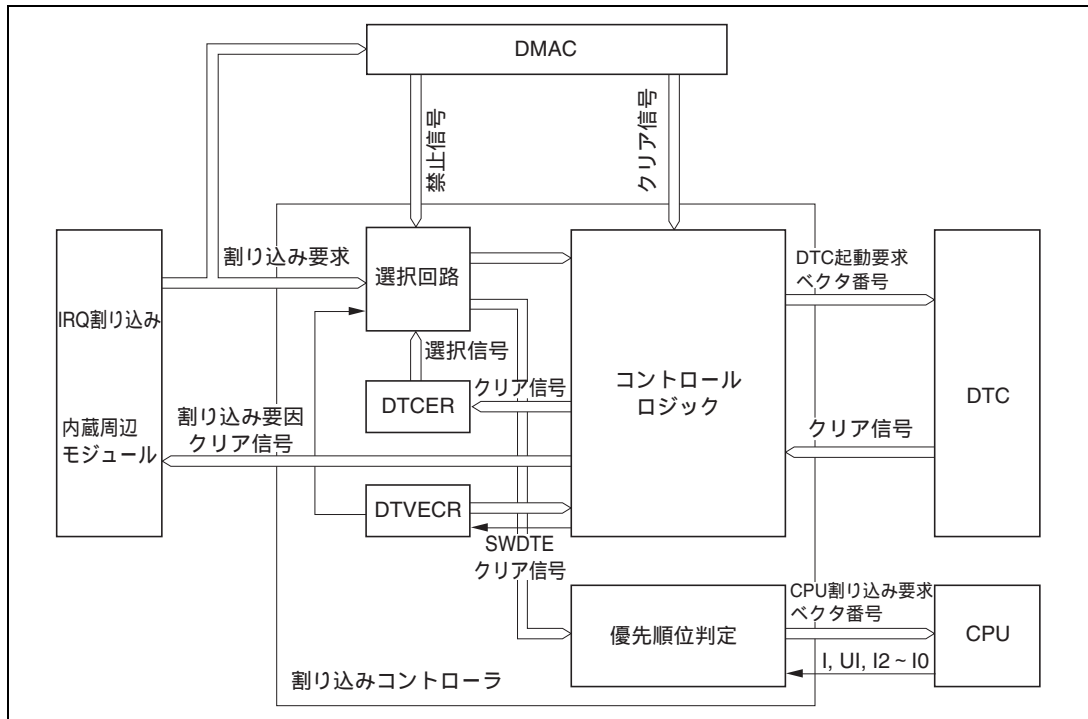 DMAC
禁止信号
クリア信号
割り込み要求
選択回路
DTC起動要求
ベクタ番号
IRQ割り込み
選択信号
コントロール
ロジック
DTC
DTCER
クリア信号
内蔵周辺
モジュール
割り込み要因
クリア信号
クリア信号
DTVECR
SWDTE
クリア信号
優先順位判定
CPU割り込み要求
ベクタ番号
CPU
I, UI, I2 ~ I0
割り込みコントローラ